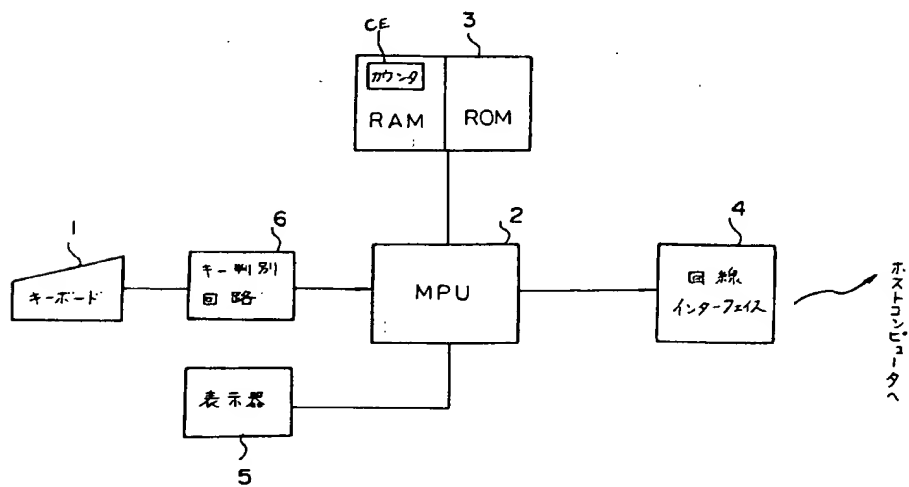 CE
3
カウンタ
RAM
ROM
1
6
2
4
キーボード
キー判別
回路
MPU
回線
インターフェイス
ホストコンピュータへ
表示器
5